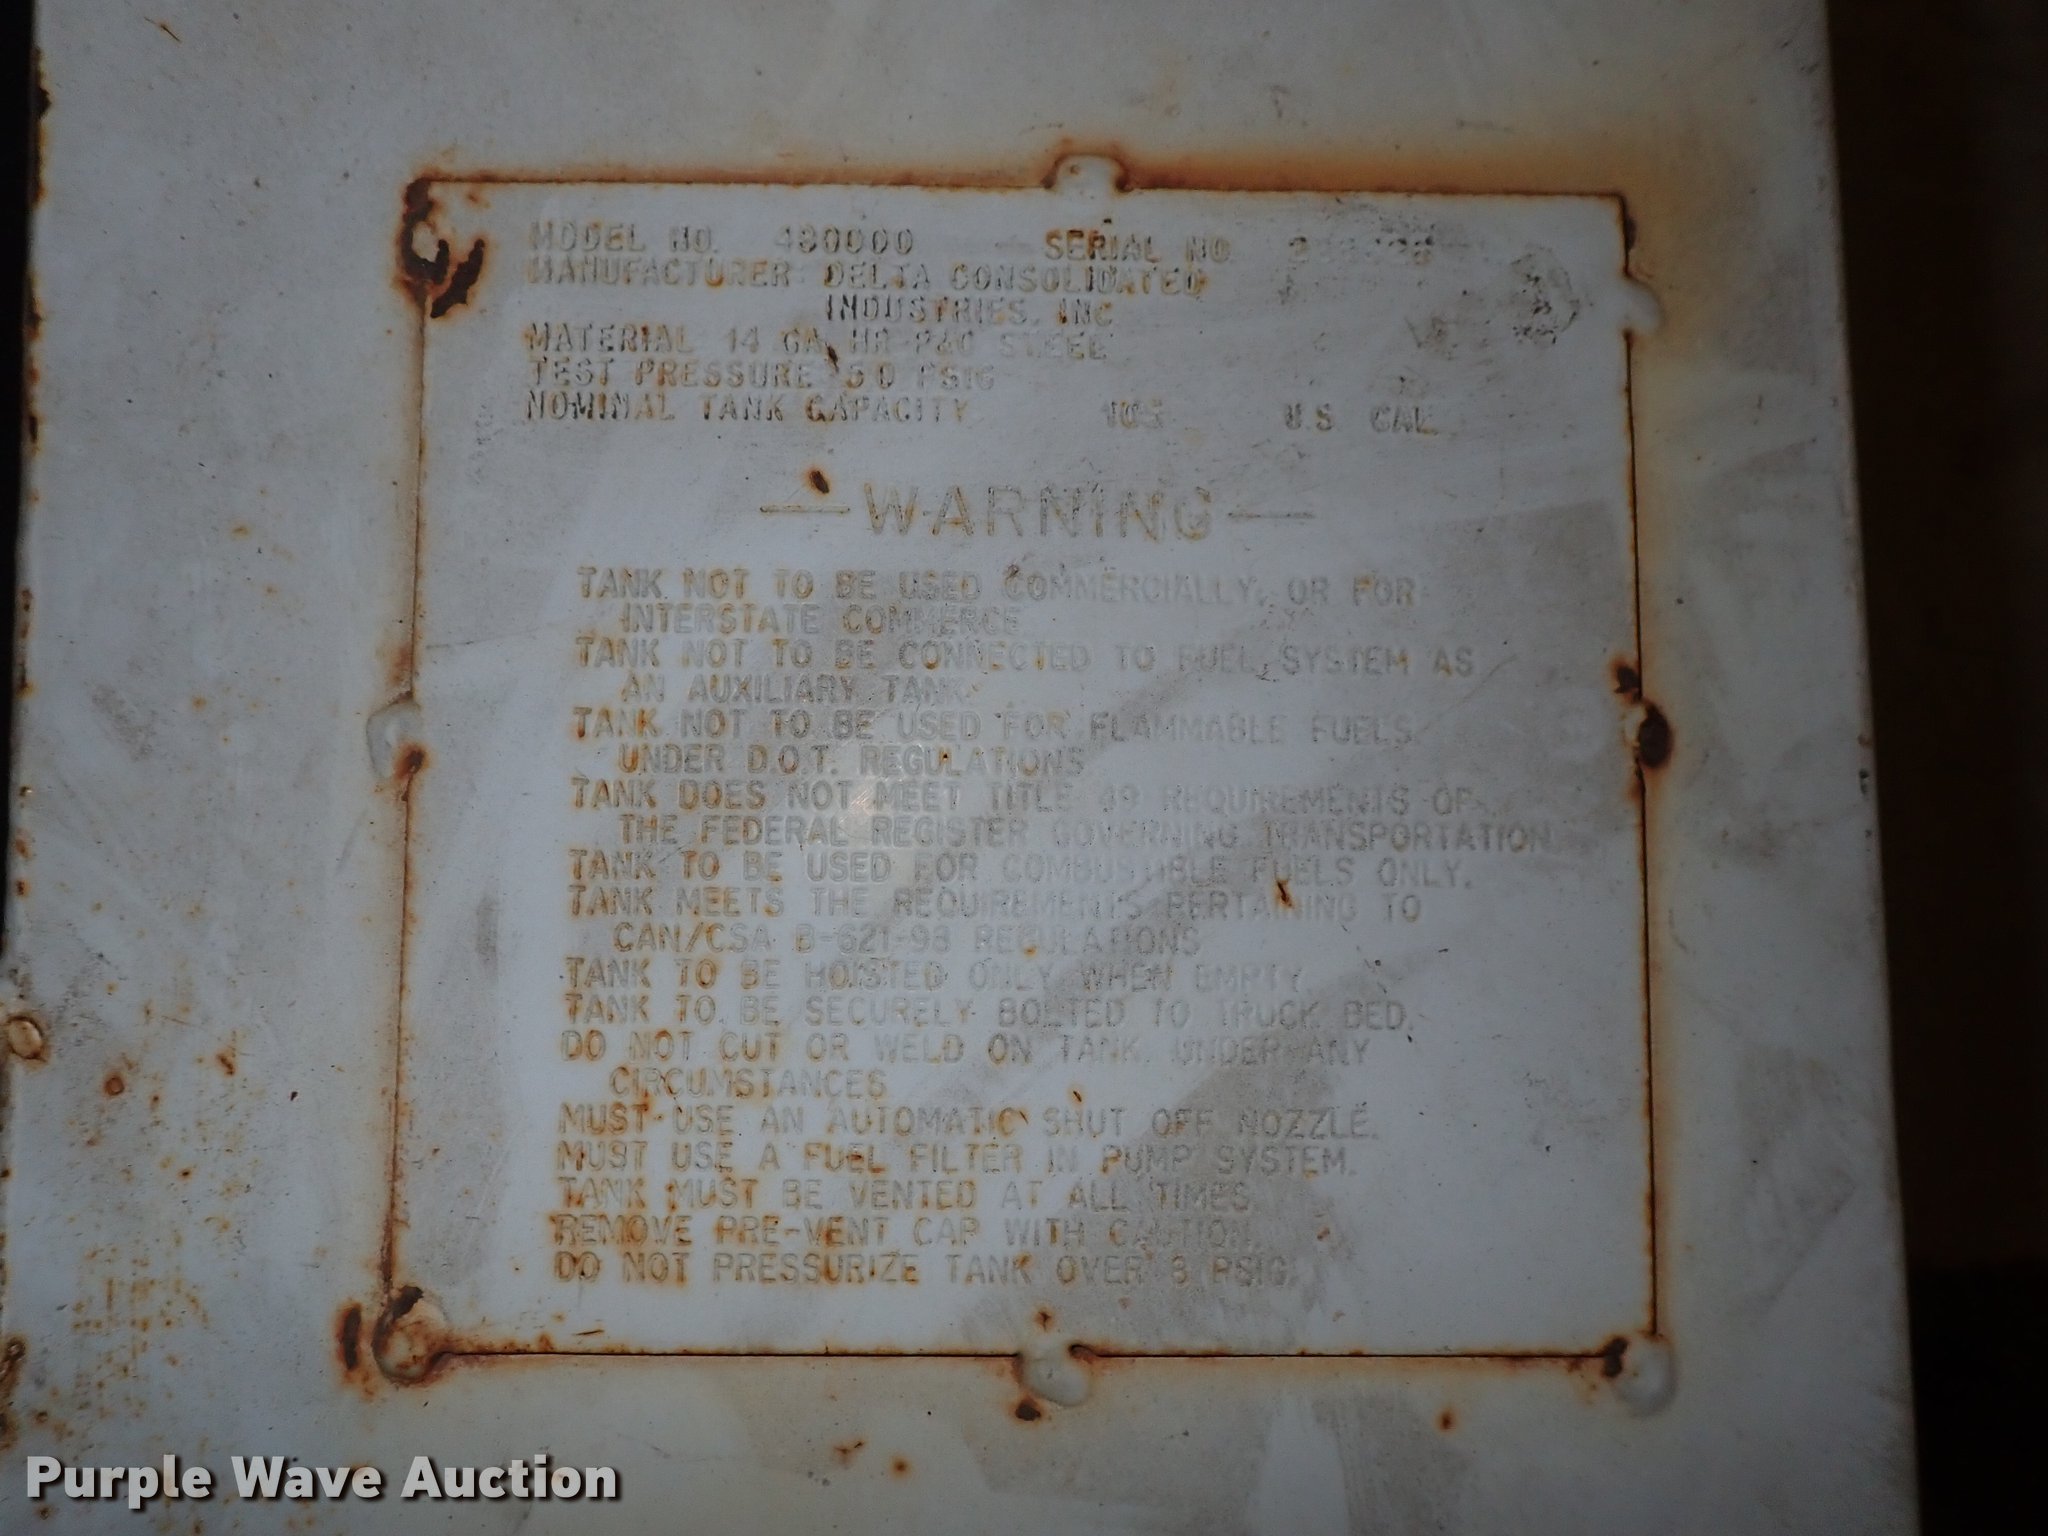 MODEL NO. 480000 SERIAL NO.
MANUFACTURER: DELTA CONSOLIDATED
INDUSTRIES, INC
MATERIAL 14 GA HR P&O STEEL
TEST PRESSURE 5.0 PSIG
NOMINAL TANK CAPACITY 105 U.S. GAL
WARNING
TANK NOT TO BE USED COMMERCIALLY, OR FOR
INTERSTATE COMMERCE
TANK NOT TO BE CONNECTED TO FUEL SYSTEM AS
AN AUXILIARY TANK
TANK NOT TO BE USED FOR FLAMMABLE FUELS
UNDER D.O.T. REGULATIONS
TANK DOES NOT MEET TITLE 49 REQUIREMENTS OF
THE FEDERAL REGISTER GOVERNING TRANSPORTATION
TANK TO BE USED FOR COMBUSTIBLE FUELS ONLY.
TANK MEETS THE REQUIREMENTS PERTAINING TO
CAN/CSA B-621-98 REGULATIONS
TANK TO BE HOISTED ONLY WHEN EMPTY.
TANK TO BE SECURELY BOLTED TO TRUCK BED.
DO NOT CUT OR WELD ON TANK UNDER ANY
CIRCUMSTANCES
MUST USE AN AUTOMATIC SHUT OFF NOZZLE.
MUST USE A FUEL FILTER IN PUMP SYSTEM.
TANK MUST BE VENTED AT ALL TIMES
REMOVE PRE-VENT CAP WITH CAUTION.
DO NOT PRESSURIZE TANK OVER 3 PSIG.
Purple Wave Auction